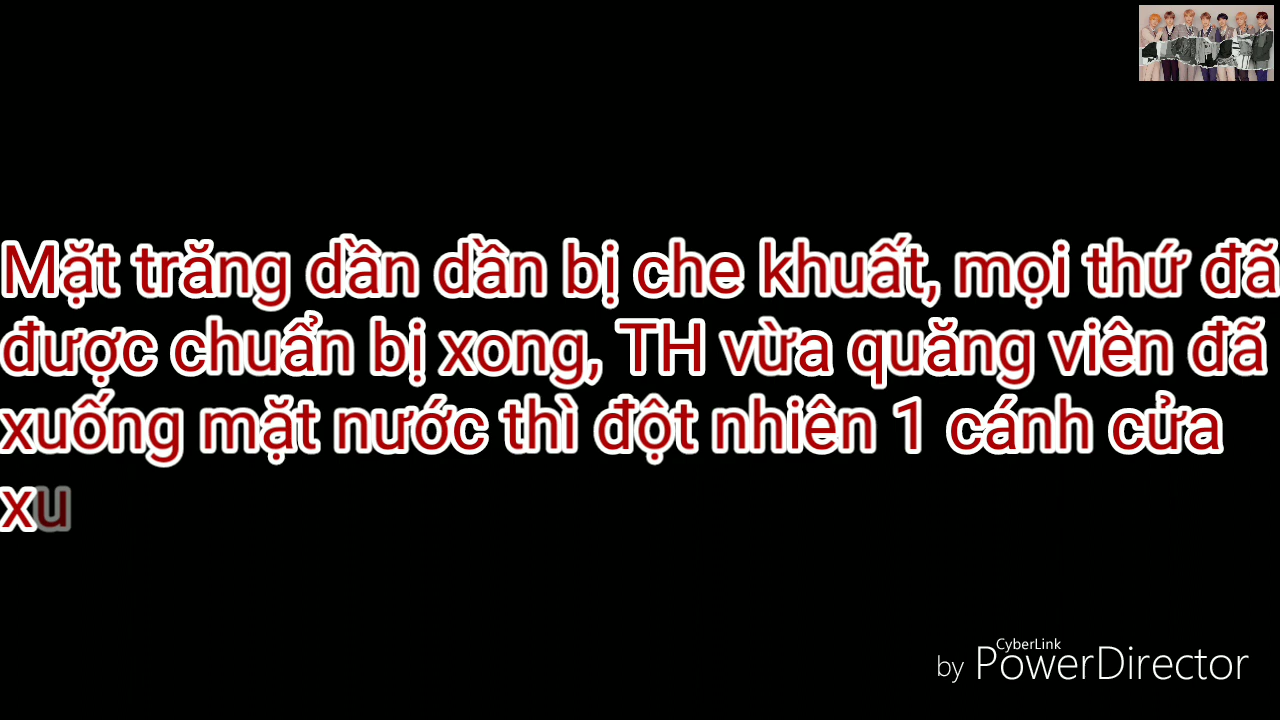 Mặt trăng dần dần bị che khuất, mọi thứ đã
được chuẩn bị xong, TH vừa quăng viên đã
xuống mặt nước thì đột nhiên 1 cánh cửa
xu
CyberLink
by PowerDirector